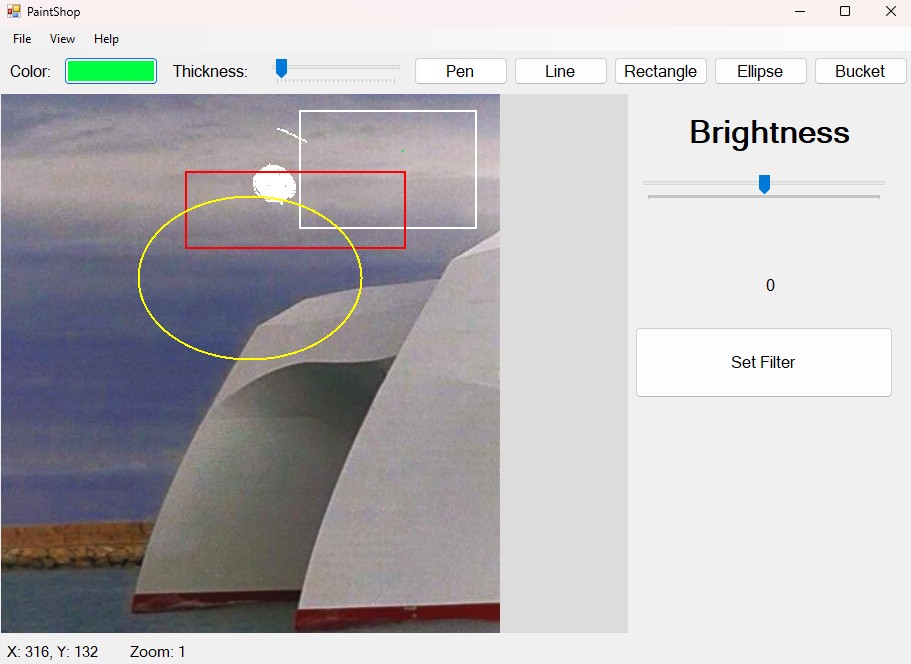 PaintShop
File View Help
Color: Thickness: Pen Line Rectangle Ellipse Bucket
Brightness
0
Set Filter
X: 316, Y: 132 Zoom: 1